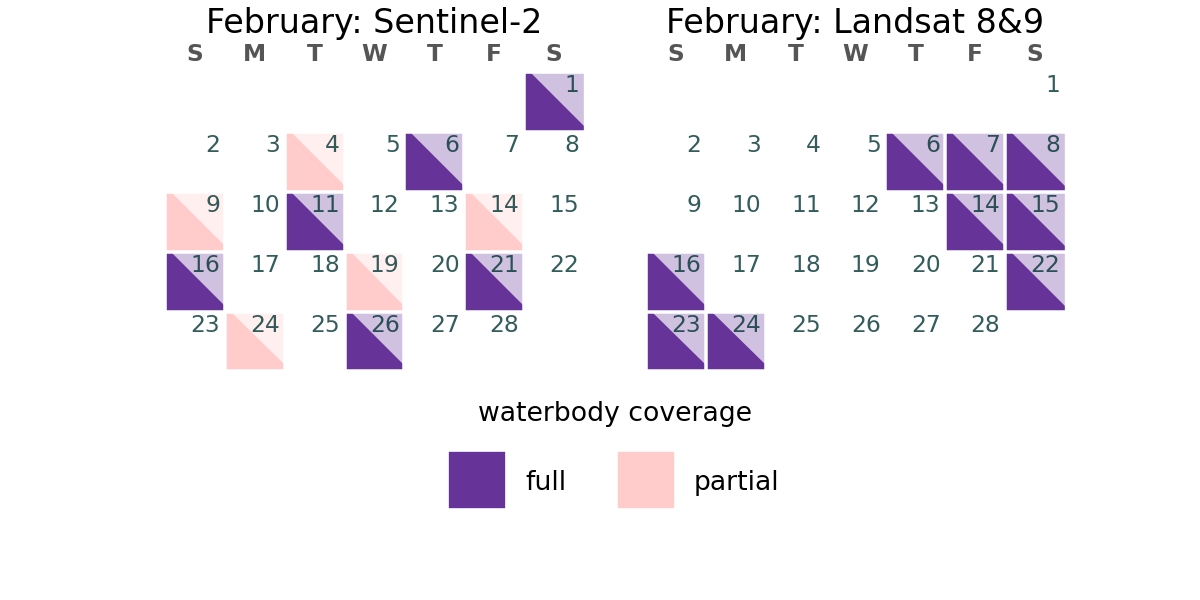 February: Sentinel-2
S M T W T F S
1
2 3 4 5 6 7 8
9 10 11 12 13 14 15
16 17 18 19 20 21 22
23 24 25 26 27 28
February: Landsat 8&9
S M T W T F S
1
2 3 4 5 6 7 8
9 10 11 12 13 14 15
16 17 18 19 20 21 22
23 24 25 26 27 28
waterbody coverage
full
partial